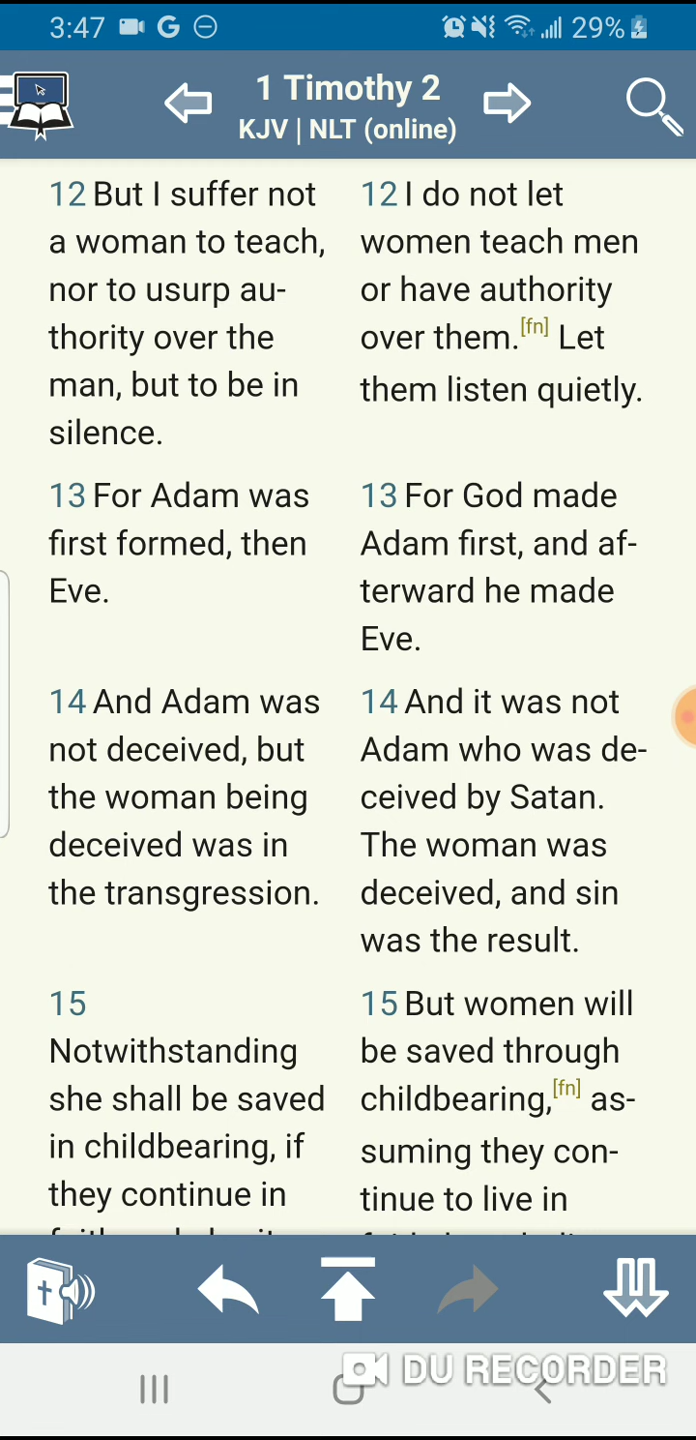 3:47 G 29%
1 Timothy 2
KJV | NLT (online)
12 But I suffer not
a woman to teach,
nor to usurp au-
thority over the
man, but to be in
silence.
12 I do not let
women teach men
or have authority
over them.[fn] Let
them listen quietly.
13 For Adam was
first formed, then
Eve.
13 For God made
Adam first, and af-
terward he made
Eve.
14 And Adam was
not deceived, but
the woman being
deceived was in
the transgression.
14 And it was not
Adam who was de-
ceived by Satan.
The woman was
deceived, and sin
was the result.
15
Notwithstanding
she shall be saved
in childbearing, if
they continue in
15 But women will
be saved through
childbearing,[fn] as-
suming they con-
tinue to live in
DU RECORDER